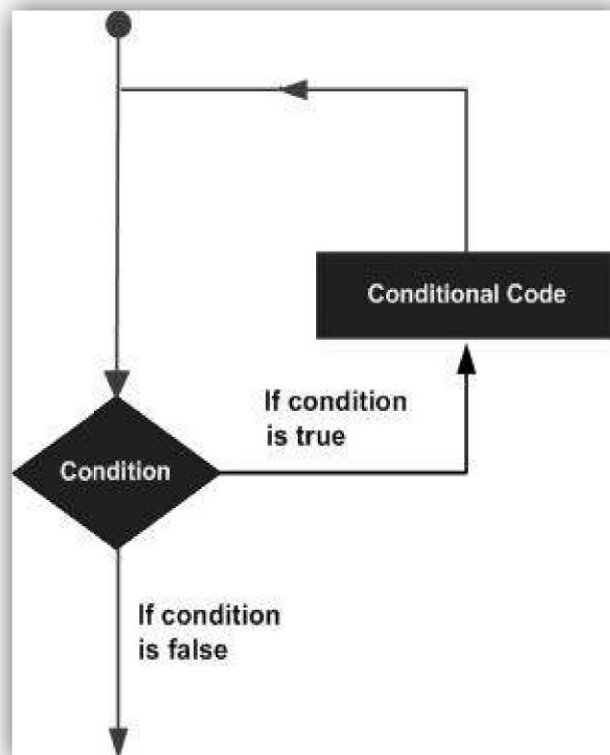 Conditional Code
If condition
is true
Condition
If condition
is false